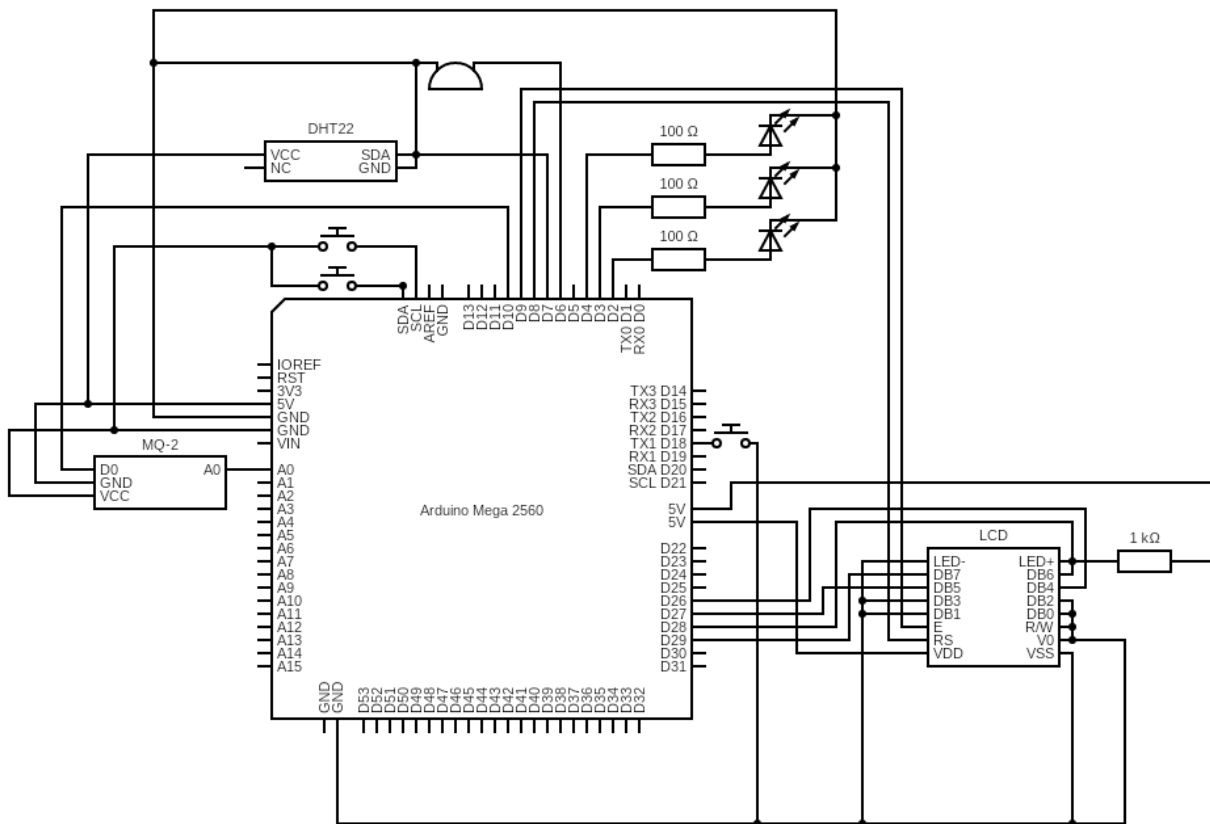 DHT22
VCC SDA
NC GND
100 Ω
100 Ω
100 Ω
SDA SCL AREF GND D13 D12 D11 D10 D9 D8 D7 D6 D5 D4 D3 D2 TX0 D1 RX0 D0
IOREF
RST
3V3
5V
GND
GND
VIN
MQ-2
D0 A0
GND
VCC
A0
A1
A2
A3
A4
A5
A6
A7
A8
A9
A10
A11
A12
A13
A14
A15
Arduino Mega 2560
TX3 D14
RX3 D15
TX2 D16
RX2 D17
TX1 D18
RX1 D19
SDA D20
SCL D21
5V
5V
D22
D23
D24
D25
D26
D27
D28
D29
D30
D31
LCD
LED- LED+
DB7 DB6
DB5 DB4
DB3 DB2
DB1 DB0
E R/W
RS V0
VDD VSS
1 kΩ
GND GND D53 D52 D51 D50 D49 D48 D47 D46 D45 D44 D43 D42 D41 D40 D39 D38 D37 D36 D35 D34 D33 D32